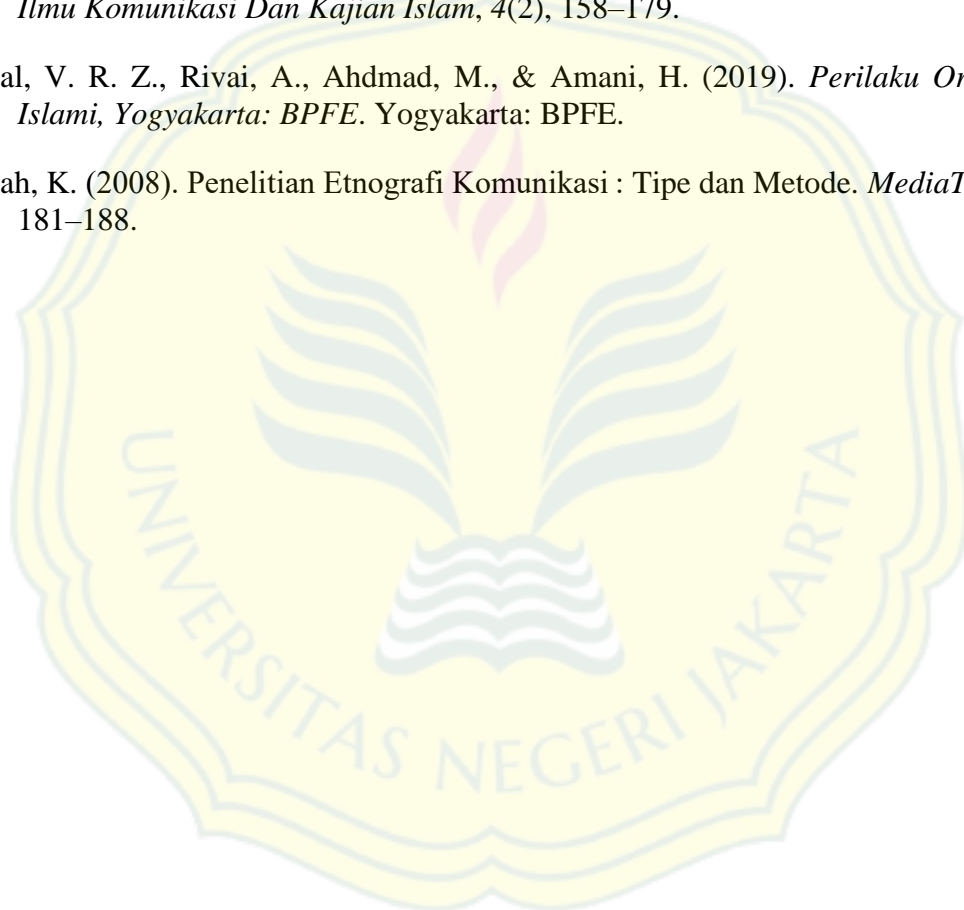 Ilmu Komunikasi Dan Kajian Islam, 4(2), 158–179.
al, V. R. Z., Rivai, A., Ahdmad, M., & Amani, H. (2019). Perilaku Or
Islami, Yogyakarta: BPFE. Yogyakarta: BPFE.
ah, K. (2008). Penelitian Etnografi Komunikasi : Tipe dan Metode. MediaT
181–188.
UNIVERSITAS NEGERI JAKARTA